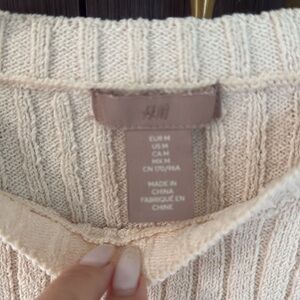 H&M
EUR M
US M
CA M
MX M
CN 170/96A
MADE IN
CHINA
FABRIQUÉ EN
CHINE